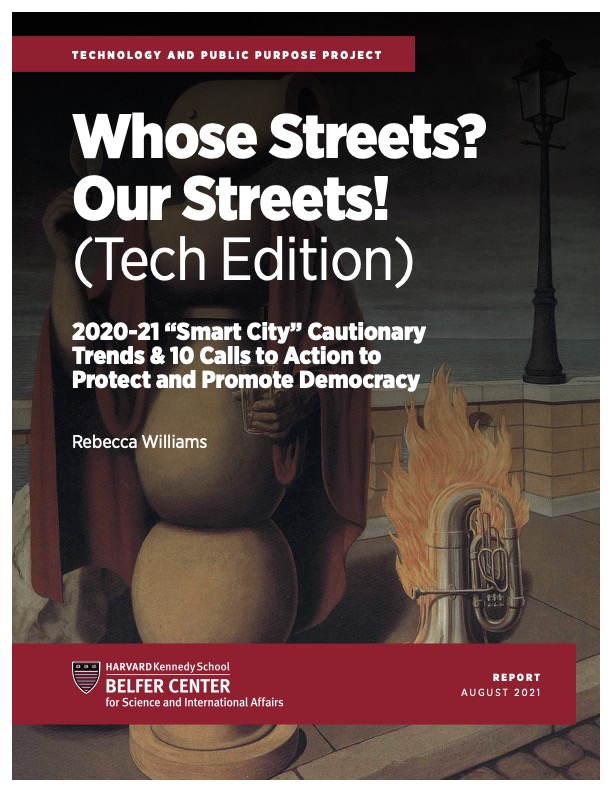 TECHNOLOGY AND PUBLIC PURPOSE PROJECT
Whose Streets?
Our Streets!
(Tech Edition)
2020-21 “Smart City” Cautionary
Trends & 10 Calls to Action to
Protect and Promote Democracy
Rebecca Williams
HARVARD Kennedy School
BELFER CENTER
for Science and International Affairs
REPORT
AUGUST 2021